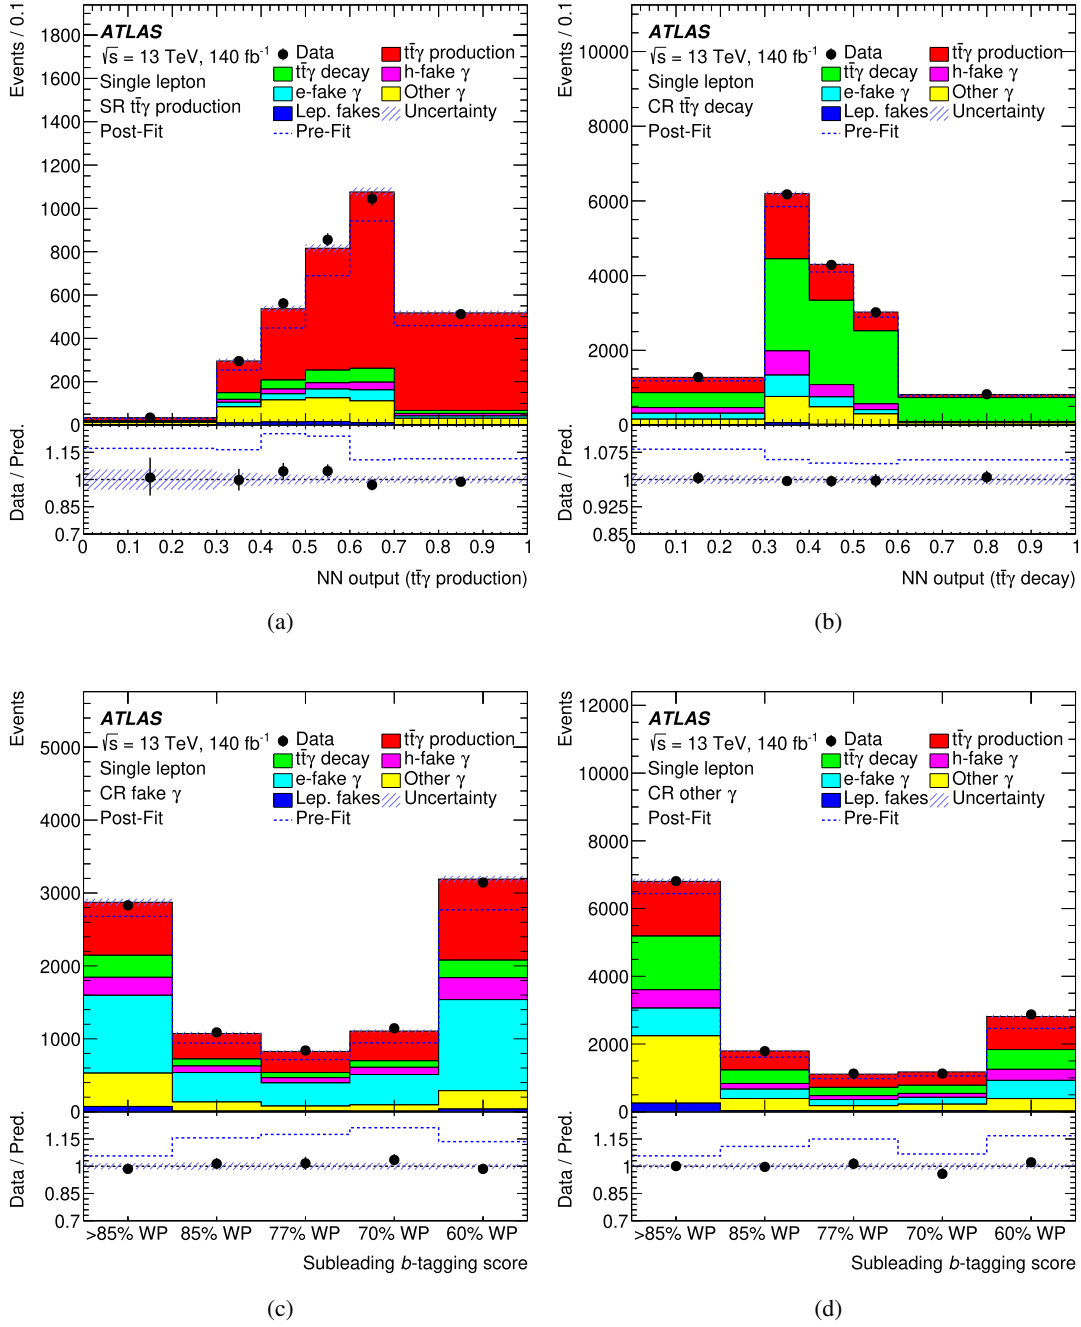 Events / 0.1
1800
1600
1400
1200
1000
800
600
400
200
0
ATLAS
√s = 13 TeV, 140 fb⁻¹
Single lepton
SR tt̄γ production
Post-Fit
Data
tt̄γ production
tt̄γ decay
h-fake γ
e-fake γ
Other γ
Lep. fakes
Uncertainty
Pre-Fit
Data / Pred.
1.15
1
0.85
0.7
0 0.1 0.2 0.3 0.4 0.5 0.6 0.7 0.8 0.9 1
NN output (tt̄γ production)
(a)
Events / 0.1
10000
8000
6000
4000
2000
0
ATLAS
√s = 13 TeV, 140 fb⁻¹
Single lepton
CR tt̄γ decay
Post-Fit
Data
tt̄γ production
tt̄γ decay
h-fake γ
e-fake γ
Other γ
Lep. fakes
Uncertainty
Pre-Fit
Data / Pred.
1.075
1
0.925
0.85
0 0.1 0.2 0.3 0.4 0.5 0.6 0.7 0.8 0.9 1
NN output (tt̄γ decay)
(b)
Events
5000
4000
3000
2000
1000
0
ATLAS
√s = 13 TeV, 140 fb⁻¹
Single lepton
CR fake γ
Post-Fit
Data
tt̄γ production
tt̄γ decay
h-fake γ
e-fake γ
Other γ
Lep. fakes
Uncertainty
Pre-Fit
Data / Pred.
1.15
1
0.85
0.7
>85% WP 85% WP 77% WP 70% WP 60% WP
Subleading b-tagging score
(c)
Events
12000
10000
8000
6000
4000
2000
0
ATLAS
√s = 13 TeV, 140 fb⁻¹
Single lepton
CR other γ
Post-Fit
Data
tt̄γ production
tt̄γ decay
h-fake γ
e-fake γ
Other γ
Lep. fakes
Uncertainty
Pre-Fit
Data / Pred.
1.15
1
0.85
0.7
>85% WP 85% WP 77% WP 70% WP 60% WP
Subleading b-tagging score
(d)